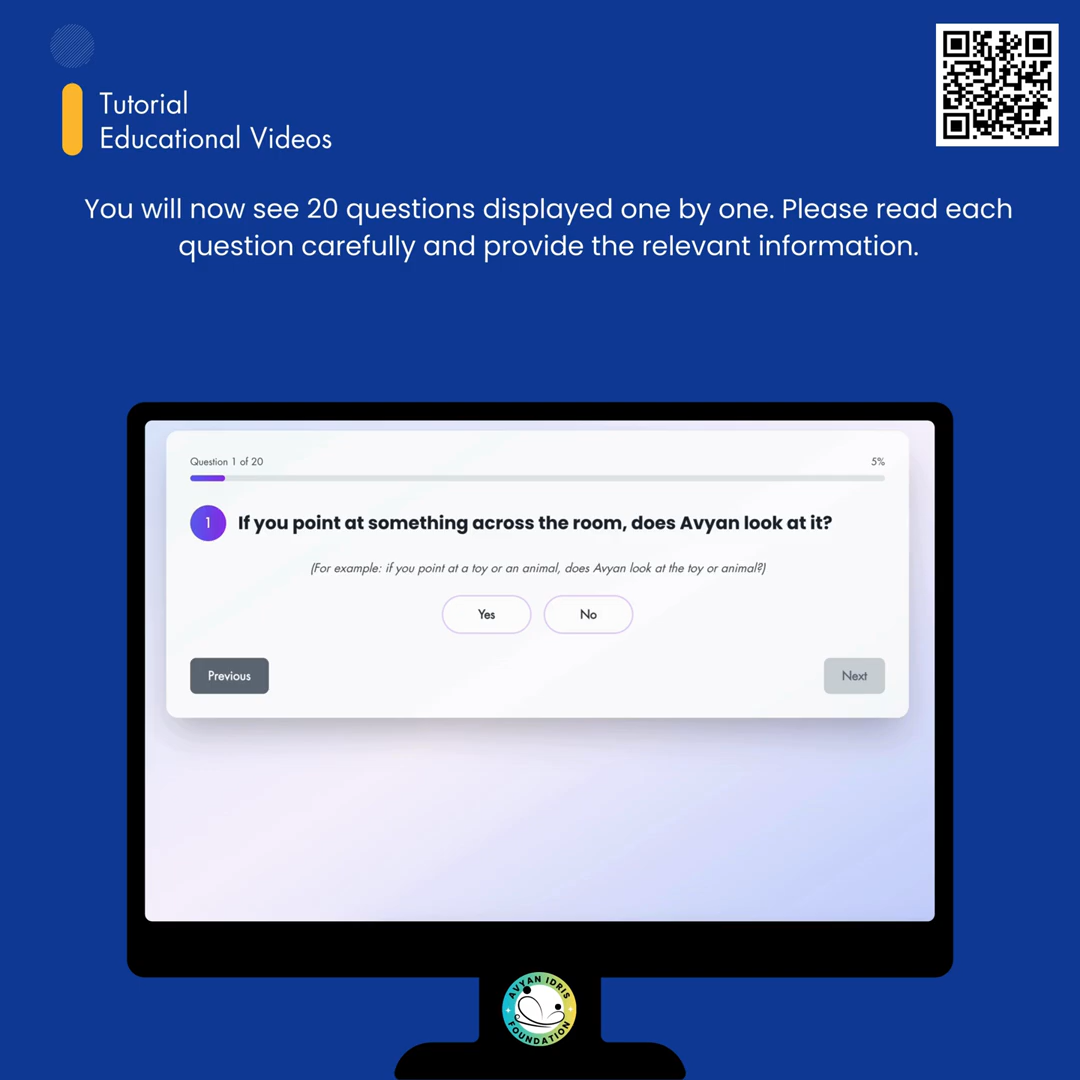 Tutorial
Educational Videos
You will now see 20 questions displayed one by one. Please read each
question carefully and provide the relevant information.
Question 1 of 20
5%
1
If you point at something across the room, does Avyan look at it?
(For example: if you point at a toy or an animal, does Avyan look at the toy or animal?)
Yes
No
Previous
Next
AVYAN IDRIS
FOUNDATION